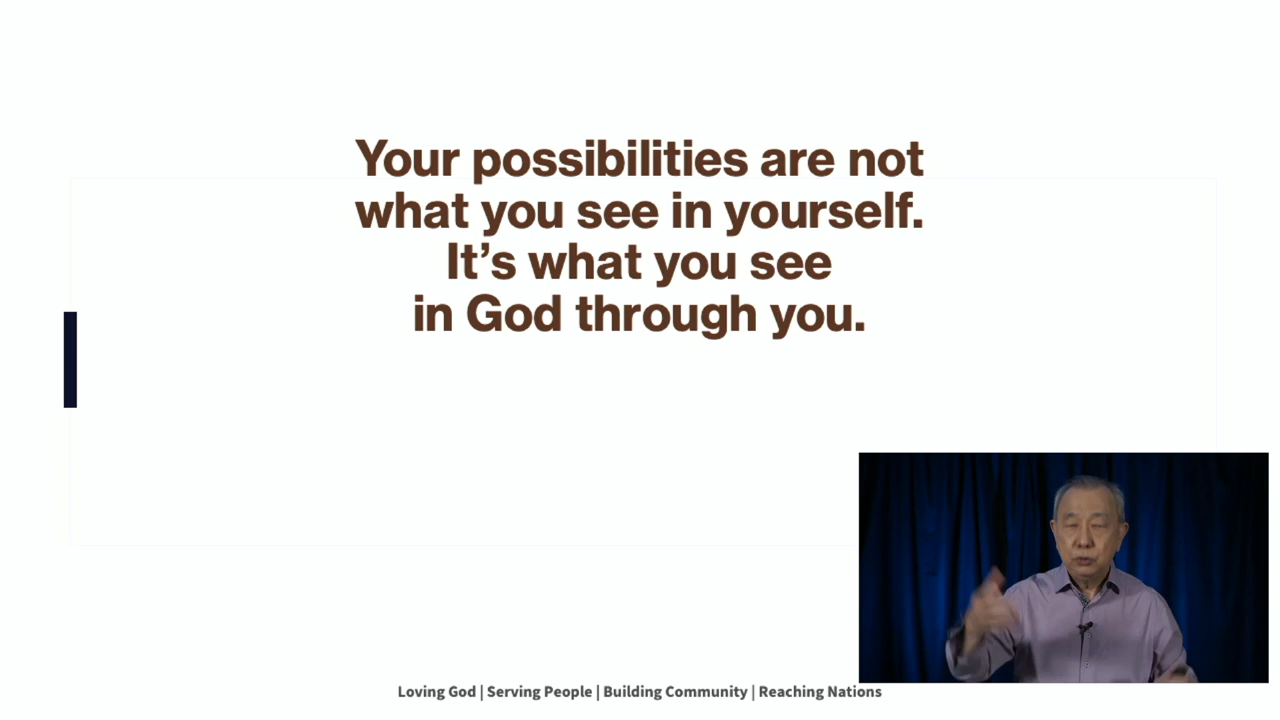 Your possibilities are not
what you see in yourself.
It’s what you see
in God through you.
Loving God | Serving People | Building Community | Reaching Nations